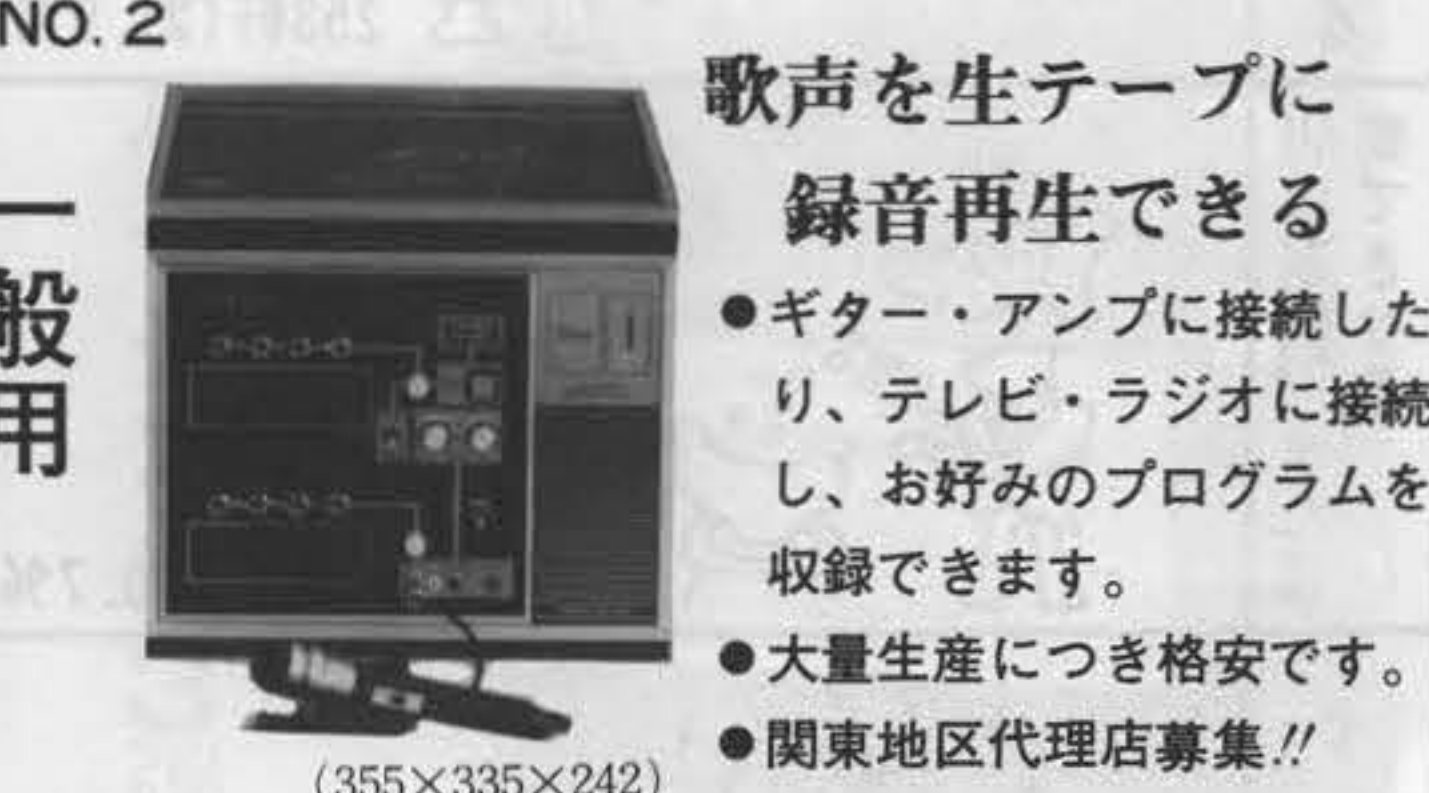 NO. 2
一般用
歌声を生テープに
録音再生できる
●ギター・アンプに接続した
り、テレビ・ラジオに接続
し、お好みのプログラムを
収録できます。
●大量生産につき格安です。
●関東地区代理店募集!!
(355×335×242)